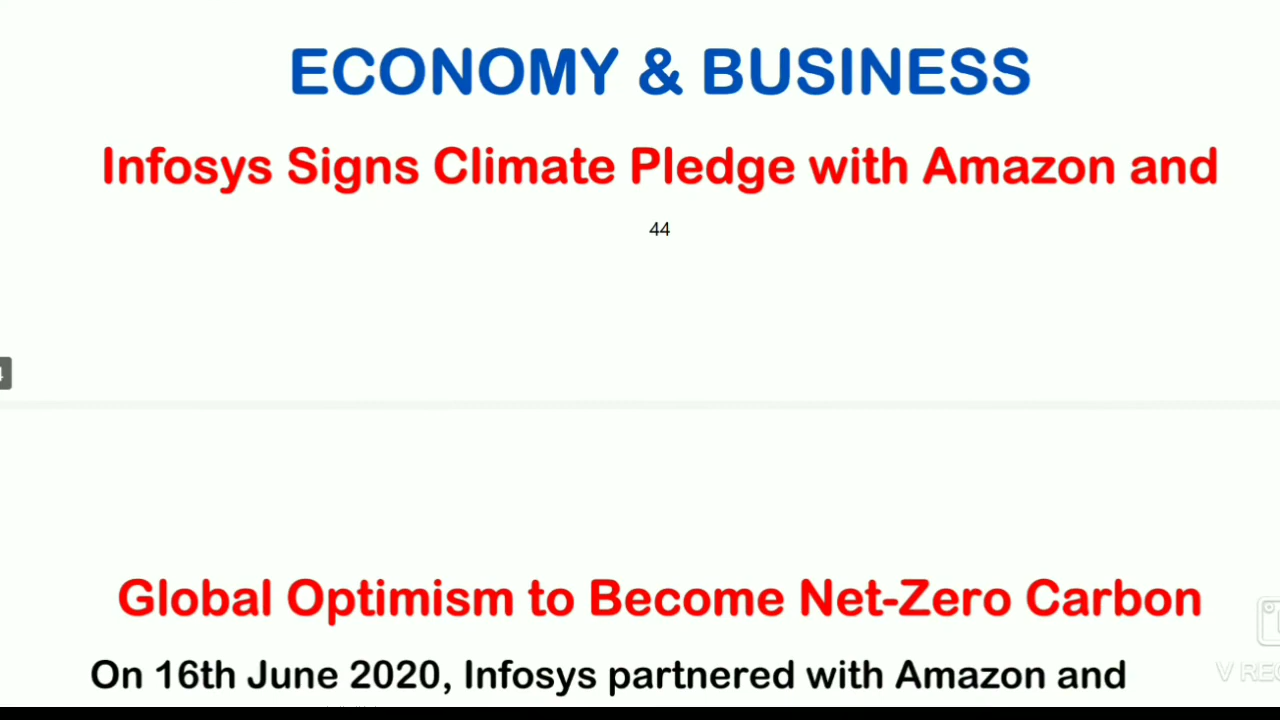 ECONOMY & BUSINESS
Infosys Signs Climate Pledge with Amazon and
44
Global Optimism to Become Net-Zero Carbon
On 16th June 2020, Infosys partnered with Amazon and
V REC